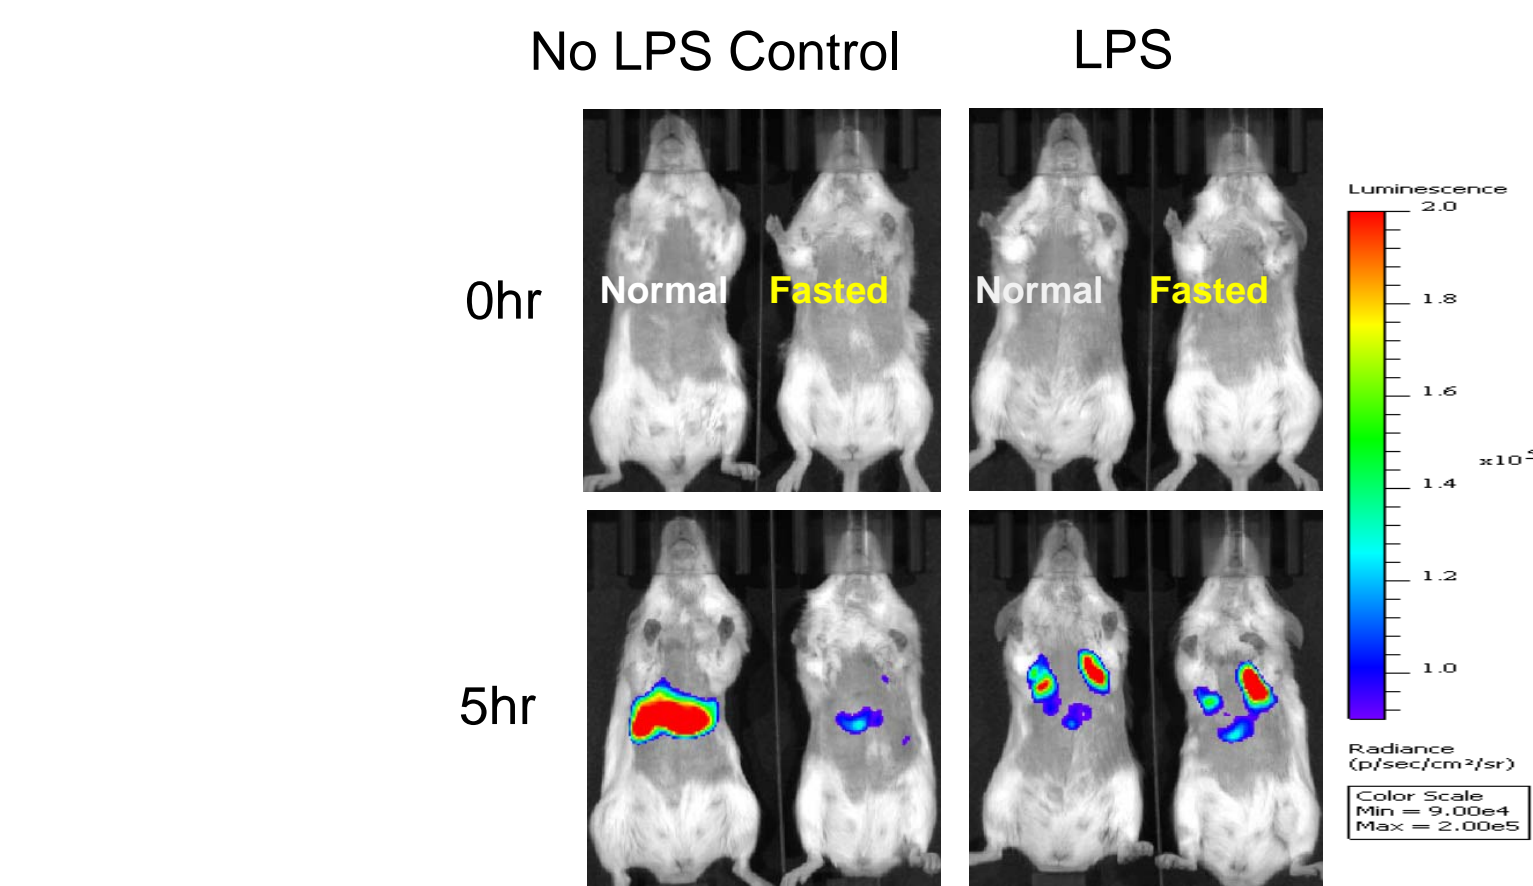 No LPS Control LPS
0hr
Normal Fasted Normal Fasted
5hr
Luminescence
2.0
1.8
1.6
1.4
1.2
1.0
Radiance
(p/sec/cm²/sr)
Color Scale
Min = 9.00e4
Max = 2.00e5